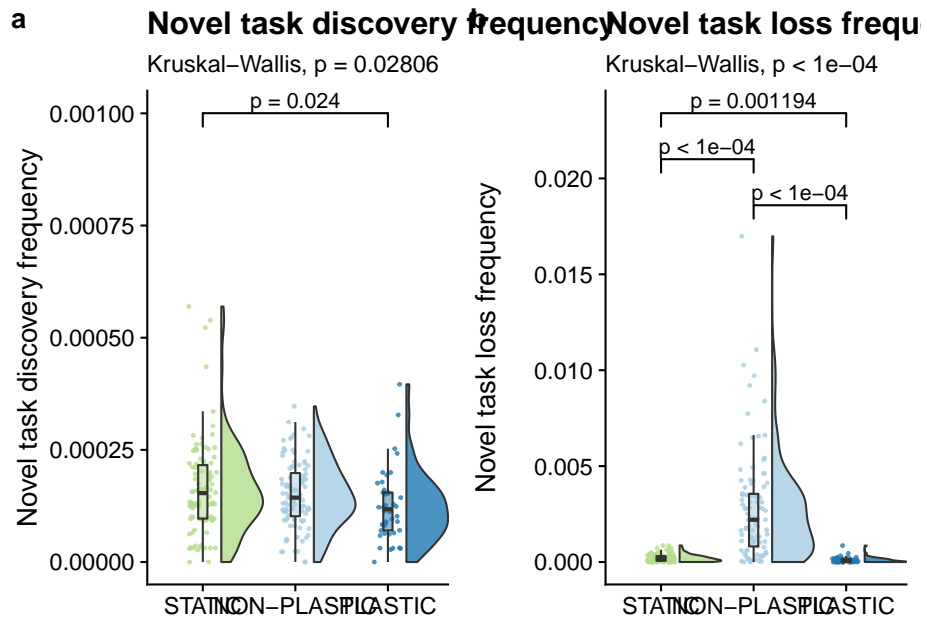 a
Novel task discovery frequency
Kruskal−Wallis, p = 0.02806
p = 0.024
Novel task discovery frequency
0.00100
0.00075
0.00050
0.00025
0.00000
STATIC
NON−PLASTIC
PLASTIC
b
Novel task loss frequ
Kruskal−Wallis, p < 1e−04
p = 0.001194
p < 1e−04
p < 1e−04
Novel task loss frequency
0.020
0.015
0.010
0.005
0.000
STATIC
NON−PLASTIC
PLASTIC